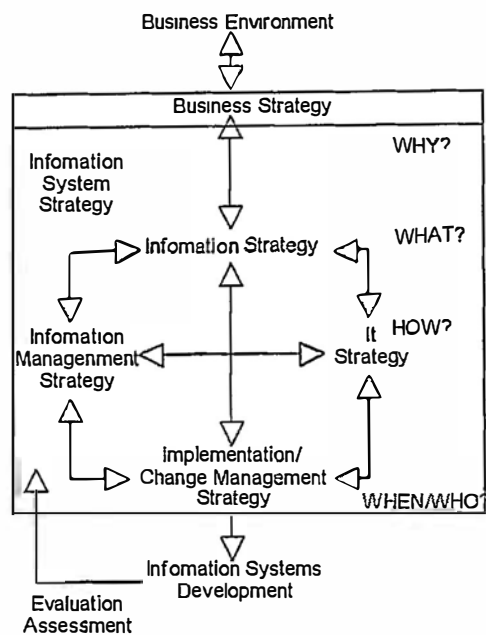 Business Environment
Business Strategy
WHY?
Infomation
System
Strategy
Infomation Strategy
WHAT?
Infomation
Managenment
Strategy
It
Strategy
HOW?
Implementation/
Change Management
Strategy
WHEN/WHO?
Infomation Systems
Development
Evaluation
Assessment